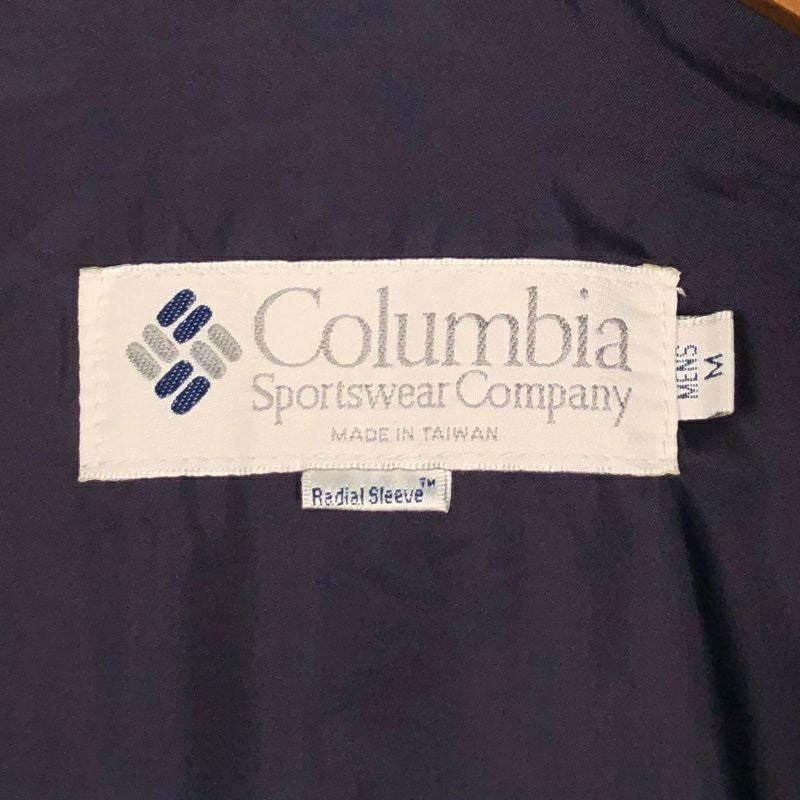 Columbia
Sportswear Company
MADE IN TAIWAN
Radial Sleeve™
MENS
M